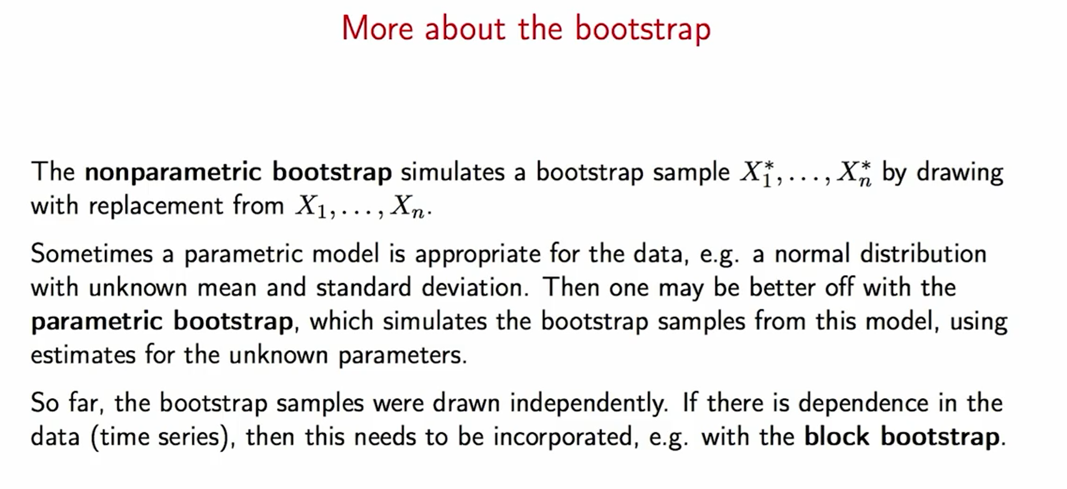 More about the bootstrap
The nonparametric bootstrap simulates a bootstrap sample X₁*, . . . , Xₙ* by drawing
with replacement from X₁, . . . , Xₙ.
Sometimes a parametric model is appropriate for the data, e.g. a normal distribution
with unknown mean and standard deviation. Then one may be better off with the
parametric bootstrap, which simulates the bootstrap samples from this model, using
estimates for the unknown parameters.
So far, the bootstrap samples were drawn independently. If there is dependence in the
data (time series), then this needs to be incorporated, e.g. with the block bootstrap.